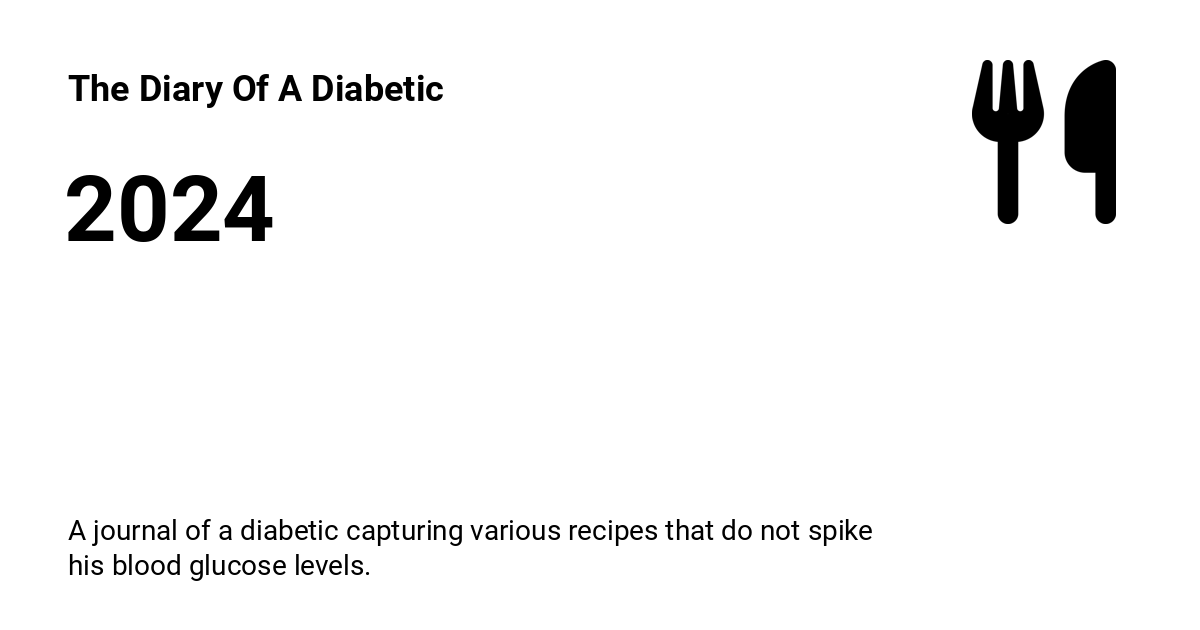 The Diary Of A Diabetic
2024
A journal of a diabetic capturing various recipes that do not spike
his blood glucose levels.